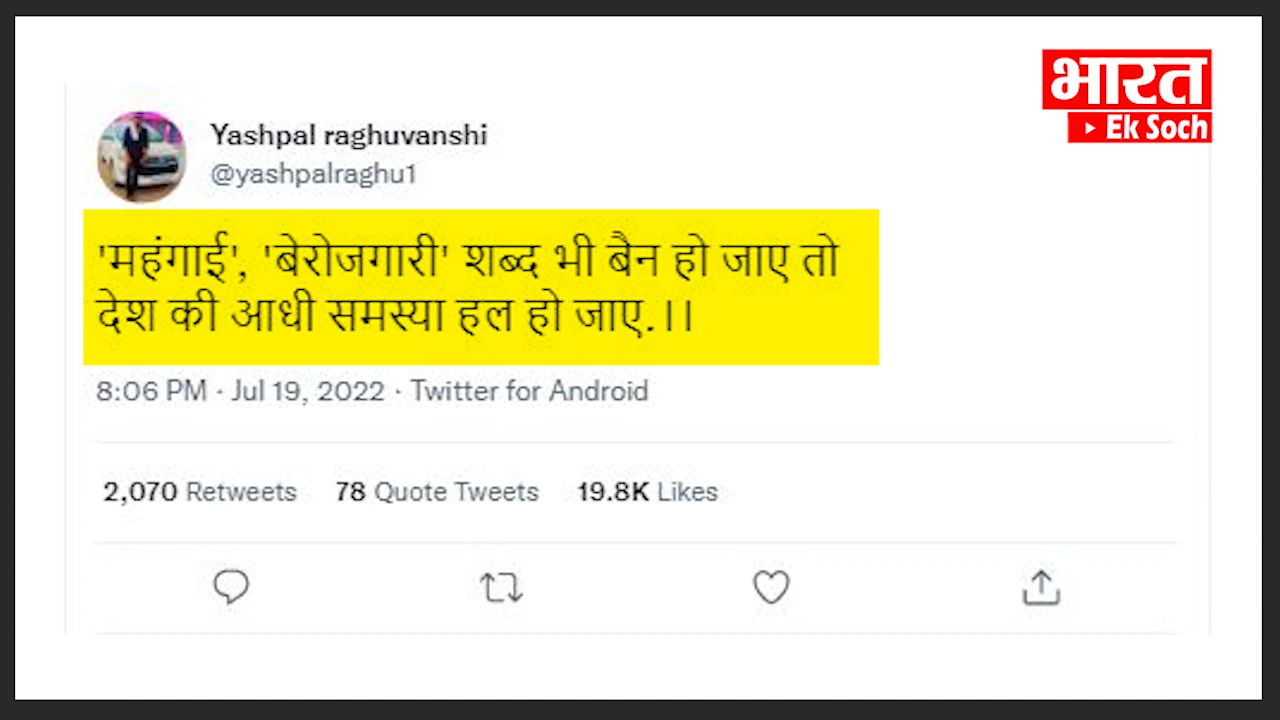 भारत
Ek Soch
Yashpal raghuvanshi
@yashpalraghu1
'महंगाई', 'बेरोजगारी' शब्द भी बैन हो जाए तो
देश की आधी समस्या हल हो जाए.।।
8:06 PM · Jul 19, 2022 · Twitter for Android
2,070 Retweets 78 Quote Tweets 19.8K Likes